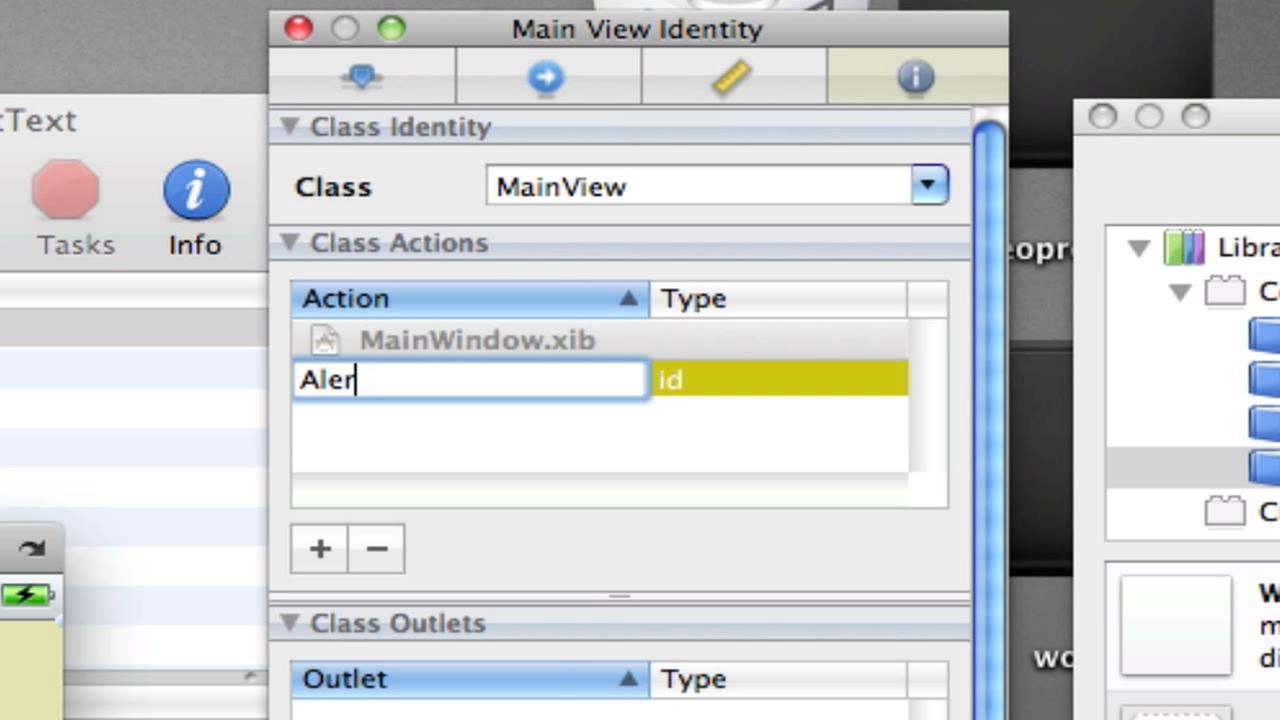 Main View Identity
Text
Class Identity
Tasks
Info
Class
MainView
Class Actions
Action
Type
MainWindow.xib
Aler
id
+
−
Class Outlets
Outlet
Type